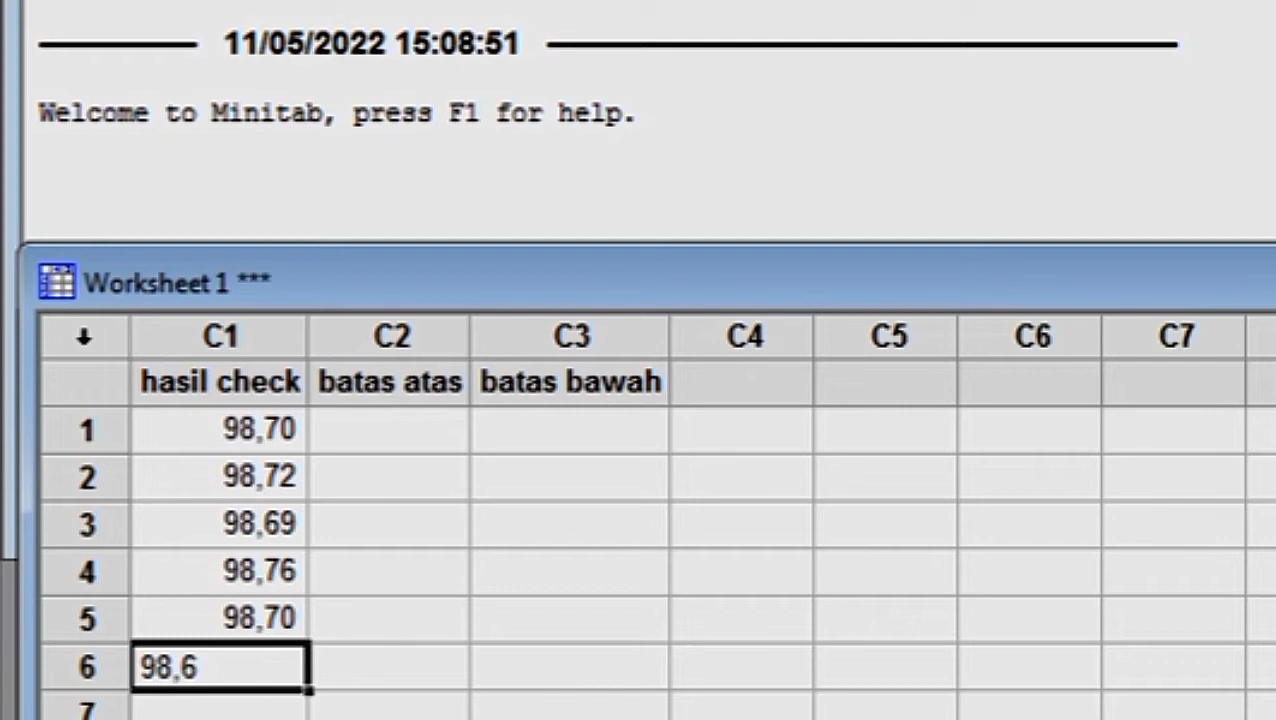 11/05/2022 15:08:51
Welcome to Minitab, press F1 for help.
Worksheet 1 ***
C1 C2 C3 C4 C5 C6 C7
hasil check batas atas batas bawah
1 98,70
2 98,72
3 98,69
4 98,76
5 98,70
6 98,6
7